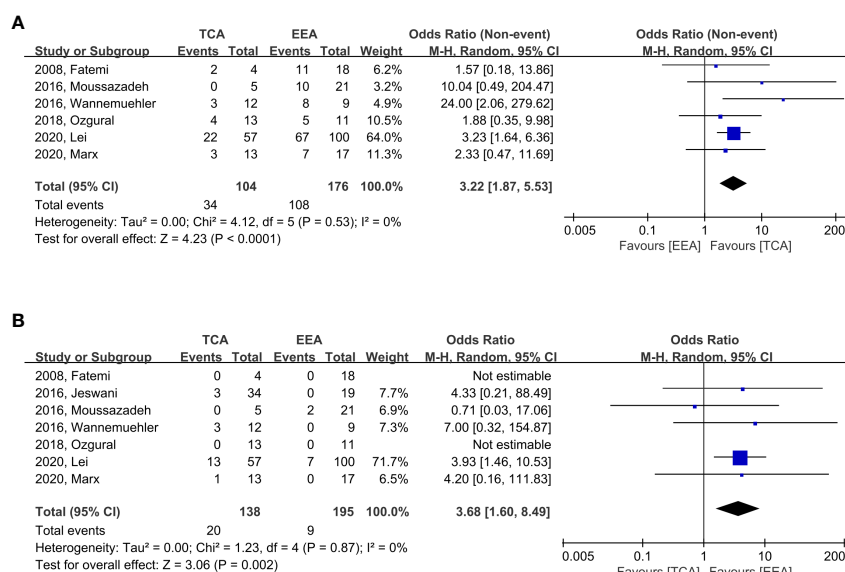 A
TCA EEA Odds Ratio (Non-event) Odds Ratio (Non-event)
Study or Subgroup Events Total Events Total Weight M-H, Random, 95% CI M-H, Random, 95% CI
2008, Fatemi 2 4 11 18 6.2% 1.57 [0.18, 13.86]
2016, Moussazadeh 0 5 10 21 3.2% 10.04 [0.49, 204.47]
2016, Wannemuehler 3 12 8 9 4.9% 24.00 [2.06, 279.62]
2018, Ozgural 4 13 5 11 10.5% 1.88 [0.35, 9.98]
2020, Lei 22 57 67 100 64.0% 3.23 [1.64, 6.36]
2020, Marx 3 13 7 17 11.3% 2.33 [0.47, 11.69]
Total (95% CI) 104 176 100.0% 3.22 [1.87, 5.53]
Total events 34 108
Heterogeneity: Tau² = 0.00; Chi² = 4.12, df = 5 (P = 0.53); I² = 0%
Test for overall effect: Z = 4.23 (P < 0.0001)
0.005 0.1 1 10 200
Favours [EEA] Favours [TCA]
B
TCA EEA Odds Ratio Odds Ratio
Study or Subgroup Events Total Events Total Weight M-H, Random, 95% CI M-H, Random, 95% CI
2008, Fatemi 0 4 0 18 Not estimable
2016, Jeswani 3 34 0 19 7.7% 4.33 [0.21, 88.49]
2016, Moussazadeh 0 5 2 21 6.9% 0.71 [0.03, 17.06]
2016, Wannemuehler 3 12 0 9 7.3% 7.00 [0.32, 154.87]
2018, Ozgural 0 13 0 11 Not estimable
2020, Lei 13 57 7 100 71.7% 3.93 [1.46, 10.53]
2020, Marx 1 13 0 17 6.5% 4.20 [0.16, 111.83]
Total (95% CI) 138 195 100.0% 3.68 [1.60, 8.49]
Total events 20 9
Heterogeneity: Tau² = 0.00; Chi² = 1.23, df = 4 (P = 0.87); I² = 0%
Test for overall effect: Z = 3.06 (P = 0.002)
0.005 0.1 1 10 200
Favours [TCA] Favours [EEA]